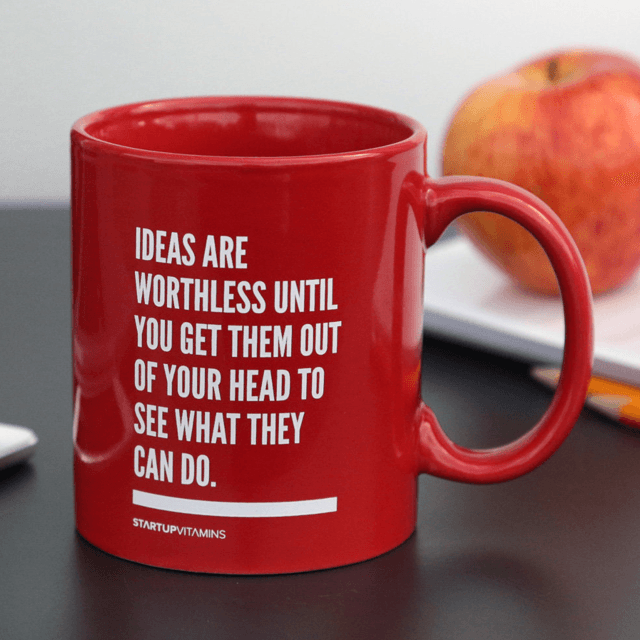 IDEAS ARE
WORTHLESS UNTIL
YOU GET THEM OUT
OF YOUR HEAD TO
SEE WHAT THEY
CAN DO.
STARTUPVITAMINS